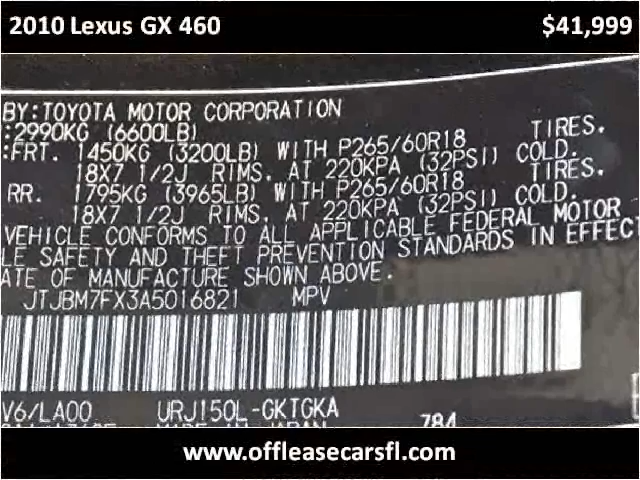 2010 Lexus GX 460 $41,999
BY:TOYOTA MOTOR CORPORATION
:2990KG (6600LB)
:FRT. 1450KG (3200LB) WITH P265/60R18 TIRES.
18X7 1/2J RIMS. AT 220KPA (32PSI) COLD.
RR. 1795KG (3965LB) WITH P265/60R18 TIRES.
18X7 1/2J RIMS. AT 220KPA (32PSI) COLD.
VEHICLE CONFORMS TO ALL APPLICABLE FEDERAL MOTOR
LE SAFETY AND THEFT PREVENTION STANDARDS IN EFFECT
ATE OF MANUFACTURE SHOWN ABOVE.
JTJBM7FX3A5016821 MPV
V6/LA00 URJ150L-GKTGKA
784
www.offleasecarsfl.com